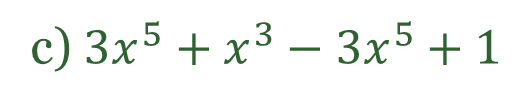 c) 3x⁵ + x³ − 3x⁵ + 1